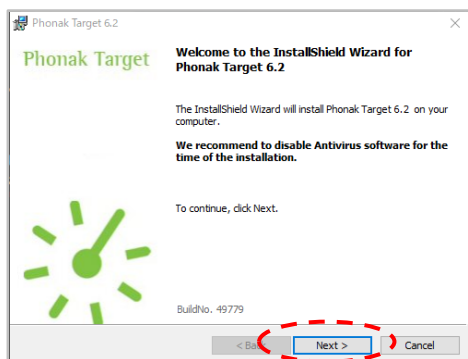 Phonak Target 6.2
Phonak Target
Welcome to the InstallShield Wizard for
Phonak Target 6.2
The InstallShield Wizard will install Phonak Target 6.2 on your
computer.
We recommend to disable Antivirus software for the
time of the installation.
To continue, click Next.
BuildNo. 49779
< Back Next > Cancel